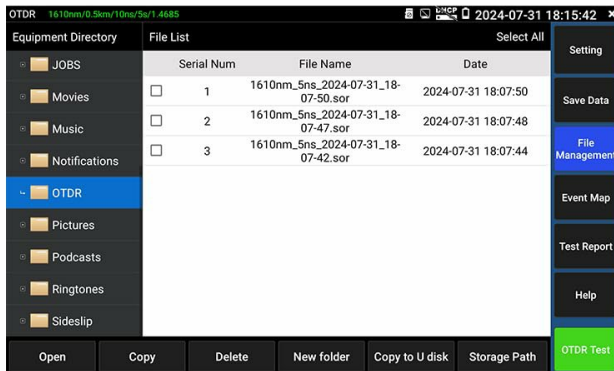 OTDR 1610nm/0.5km/10ns/5s/1.4685 2024-07-31 18:15:42
Equipment Directory File List Select All
Serial Num File Name Date
1 1610nm_5ns_2024-07-31_18-
07-50.sor 2024-07-31 18:07:50
2 1610nm_5ns_2024-07-31_18-
07-47.sor 2024-07-31 18:07:48
3 1610nm_5ns_2024-07-31_18-
07-42.sor 2024-07-31 18:07:44
JOBS
Movies
Music
Notifications
OTDR
Pictures
Podcasts
Ringtones
Sideslip
Open Copy Delete New folder Copy to U disk Storage Path
Setting
Save Data
File
Management
Event Map
Test Report
Help
OTDR Test